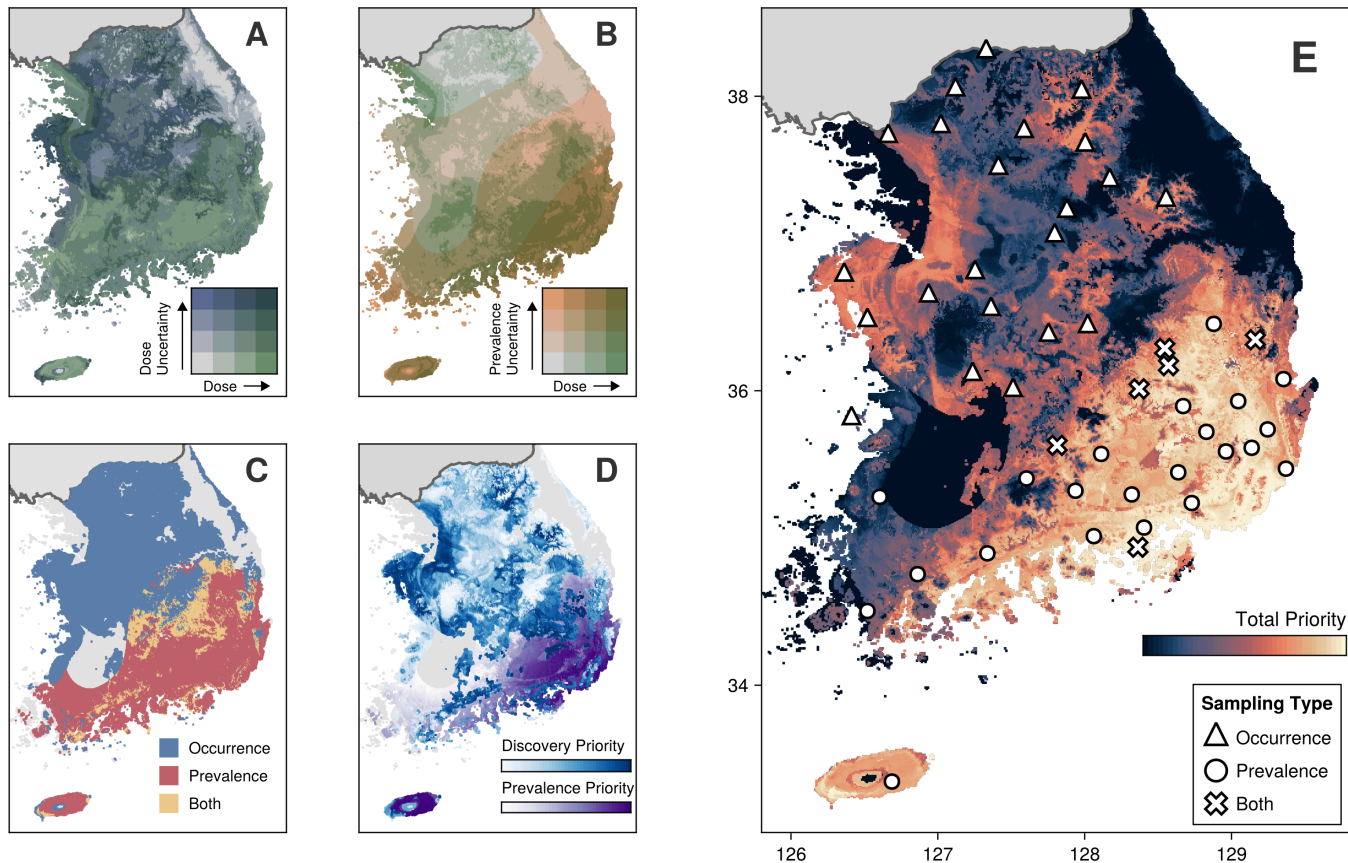 A
Dose
Uncertainty
Dose
B
Prevalence
Uncertainty
Dose
C
Occurrence
Prevalence
Both
D
Discovery Priority
Prevalence Priority
E
38
36
34
126
127
128
129
Total Priority
Sampling Type
Occurrence
Prevalence
Both